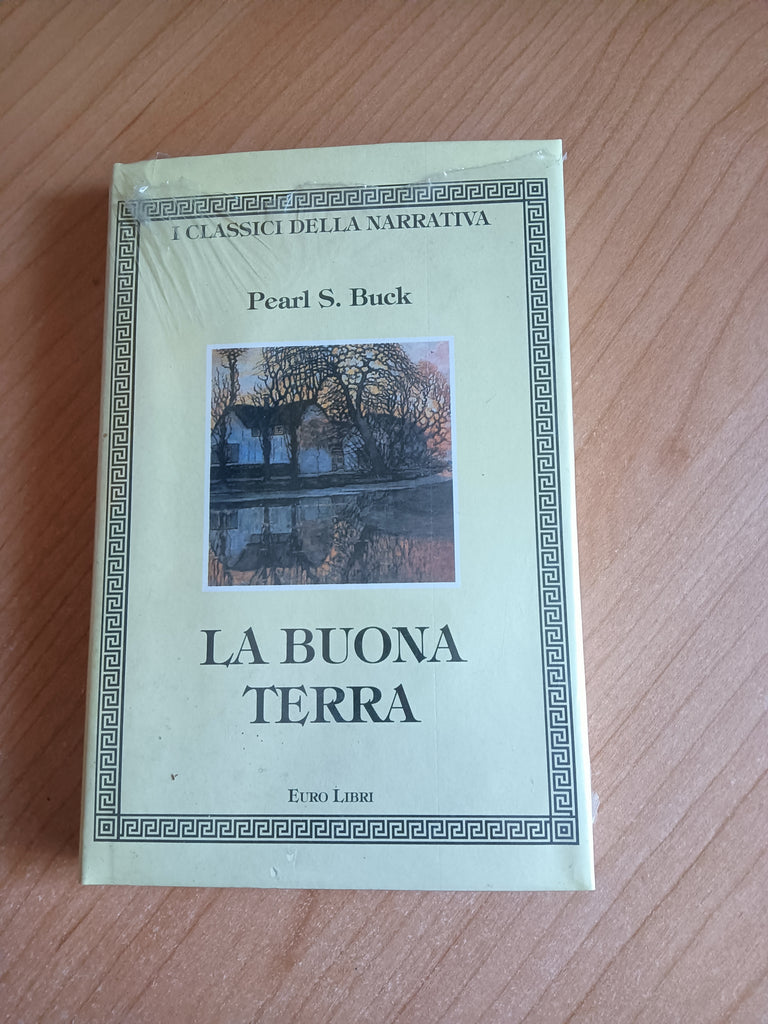 I CLASSICI DELLA NARRATIVA
Pearl S. Buck
LA BUONA
TERRA
EURO LIBRI